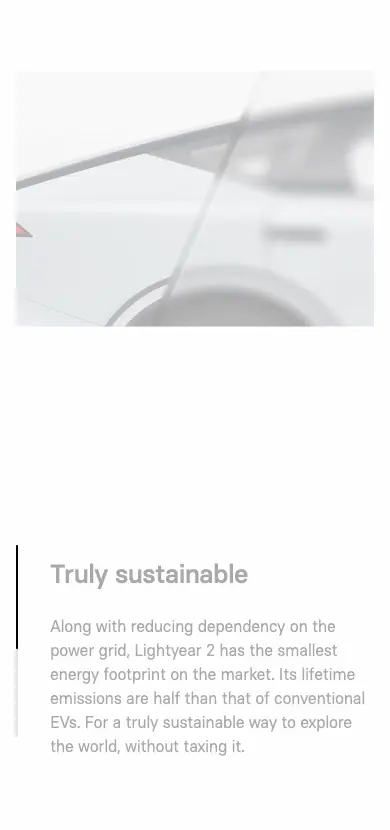 Truly sustainable
Along with reducing dependency on the
power grid, Lightyear 2 has the smallest
energy footprint on the market. Its lifetime
emissions are half than that of conventional
EVs. For a truly sustainable way to explore
the world, without taxing it.